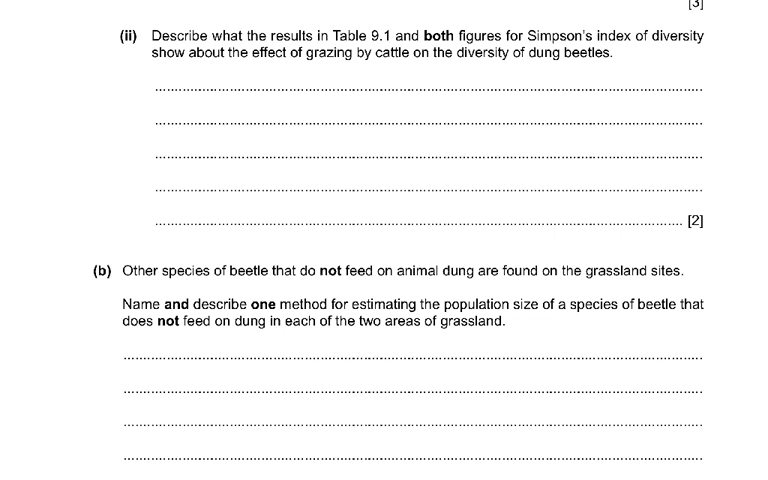 [3]
(ii) Describe what the results in Table 9.1 and both figures for Simpson's index of diversity
show about the effect of grazing by cattle on the diversity of dung beetles.
...................................................................................................................................
...................................................................................................................................
...................................................................................................................................
...................................................................................................................................
.............................................................................................................................. [2]
(b) Other species of beetle that do not feed on animal dung are found on the grassland sites.
Name and describe one method for estimating the population size of a species of beetle that
does not feed on dung in each of the two areas of grassland.
...........................................................................................................................................
...........................................................................................................................................
...........................................................................................................................................
...........................................................................................................................................